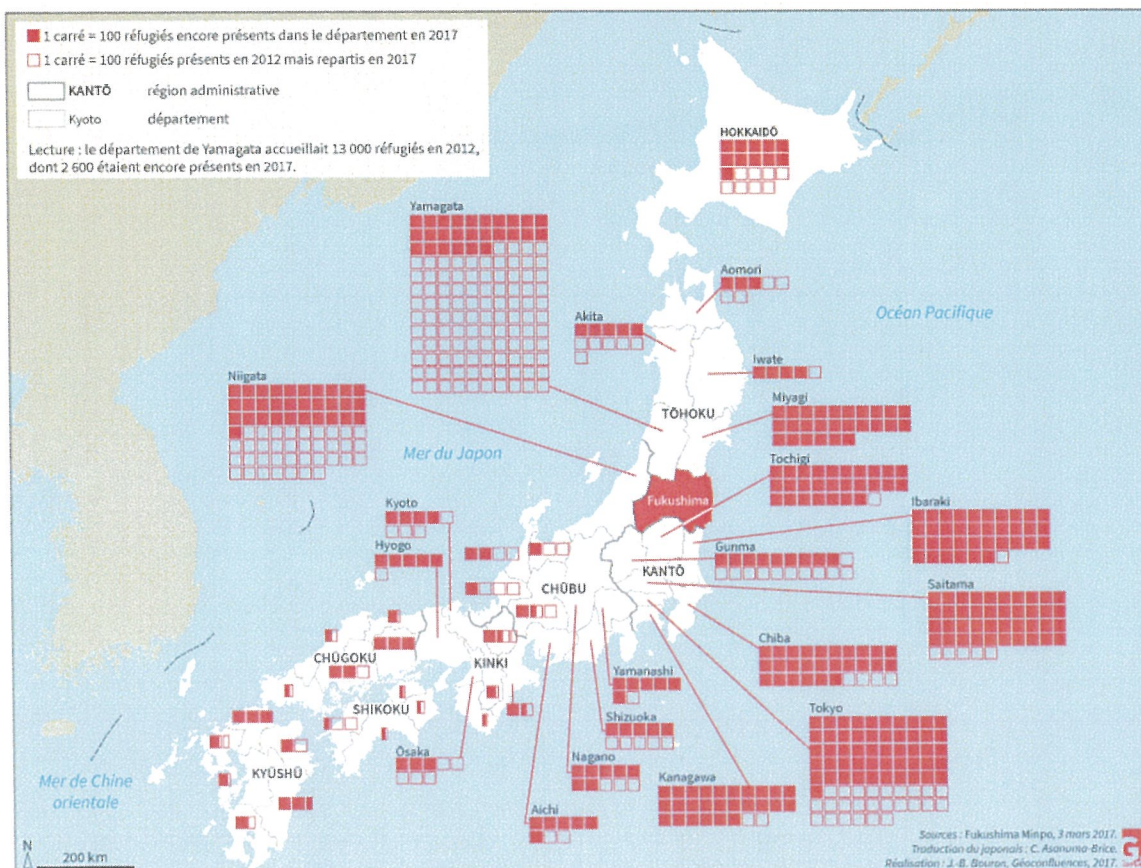 1 carré = 100 réfugiés encore présents dans le département en 2017
1 carré = 100 réfugiés présents en 2012 mais repartis en 2017
KANTŌ région administrative
Kyoto département
Lecture : le département de Yamagata accueillait 13 000 réfugiés en 2012,
dont 2 600 étaient encore présents en 2017.
HOKKAIDŌ
Yamagata
Aomori
Océan Pacifique
Akita
Iwate
Niigata
Miyagi
TŌHOKU
Mer du Japon
Tochigi
Fukushima
Ibaraki
Kyoto
Gunma
Hyogo
KANTŌ
CHŪBU
Saitama
Chiba
CHŪGOKU
KINKI
Yamanashi
SHIKOKU
Tokyo
Shizuoka
Ōsaka
Nagano
KYŪSHŪ
Kanagawa
Mer de Chine
orientale
Aichi
N
200 km
Sources : Fukushima Minpo, 3 mars 2017.
Traduction du japonais : C. Asanuma-Brice.
Réalisation : J.-B. Bouron, Géoconfluences, 2017.
G